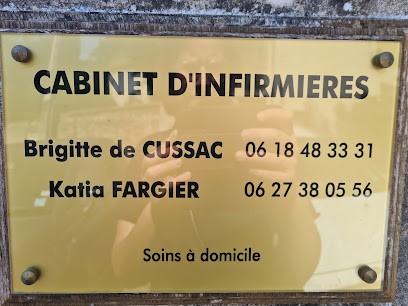 CABINET D'INFIRMIERES
Brigitte de CUSSAC 06 18 48 33 31
Katia FARGIER 06 27 38 05 56
Soins à domicile